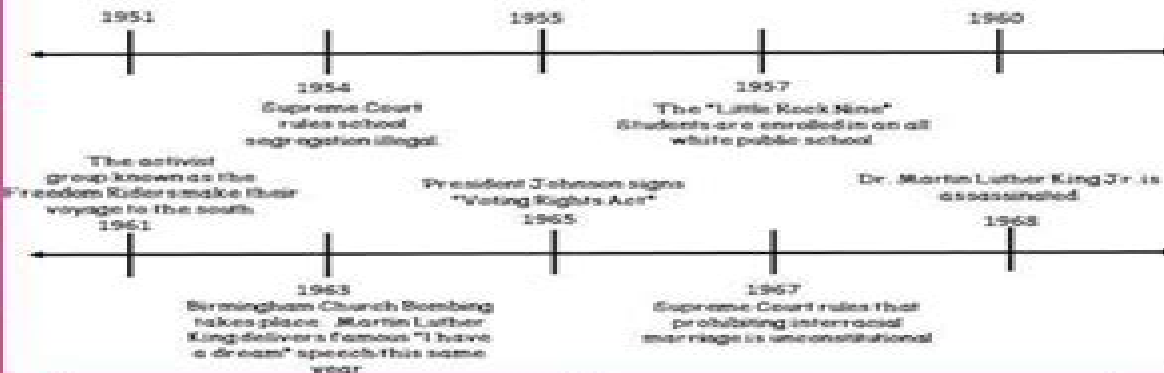 1951
1955
1960
1954
Supreme Court
rules school
segregation illegal.
1957
The "Little Rock Nine"
Students are enrolled in an all
white public school
The activist
group known as the
Freedom Riders make their
voyage to the south.
1961
President Johnson signs
"Voting Rights Act"
1965
Dr. Martin Luther King Jr. is
assassinated
1968
1963
Birmingham Church Bombing
takes place. Martin Luther
King delivers famous "I have
a dream" speech this same
year
1967
Supreme Court rules that
prohibiting interracial
marriage is unconstitutional